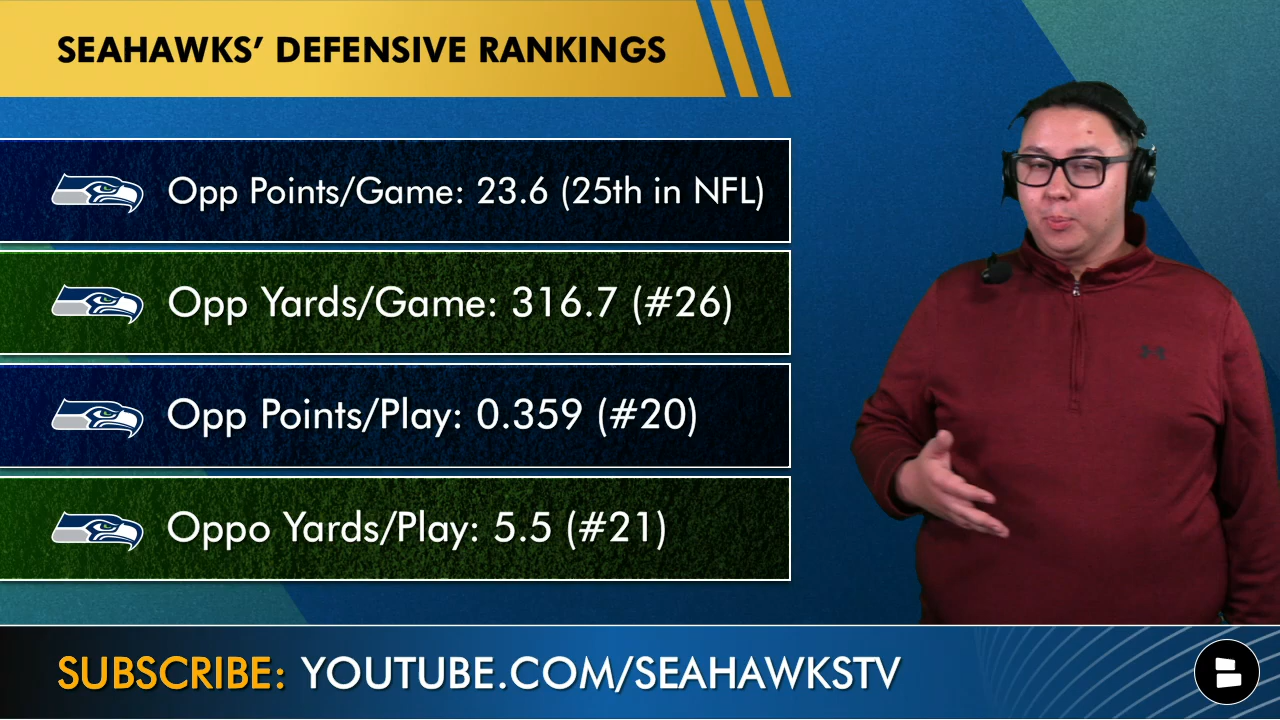 SEAHAWKS’ DEFENSIVE RANKINGS
Opp Points/Game: 23.6 (25th in NFL)
Opp Yards/Game: 316.7 (#26)
Opp Points/Play: 0.359 (#20)
Oppo Yards/Play: 5.5 (#21)
SUBSCRIBE: YOUTUBE.COM/SEAHAWKSTV